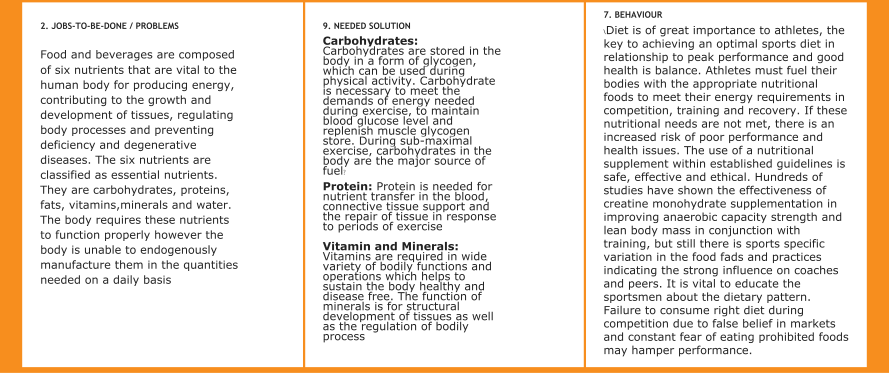 2. JOBS-TO-BE-DONE / PROBLEMS
Food and beverages are composed
of six nutrients that are vital to the
human body for producing energy,
contributing to the growth and
development of tissues, regulating
body processes and preventing
deficiency and degenerative
diseases. The six nutrients are
classified as essential nutrients.
They are carbohydrates, proteins,
fats, vitamins,minerals and water.
The body requires these nutrients
to function properly however the
body is unable to endogenously
manufacture them in the quantities
needed on a daily basis
9. NEEDED SOLUTION
Carbohydrates:
Carbohydrates are stored in the
body in a form of glycogen,
which can be used during
physical activity. Carbohydrate
is necessary to meet the
demands of energy needed
during exercise, to maintain
blood glucose level and
replenish muscle glycogen
store. During sub-maximal
exercise, carbohydrates in the
body are the major source of
fuel
Protein: Protein is needed for
nutrient transfer in the blood,
connective tissue support and
the repair of tissue in response
to periods of exercise
Vitamin and Minerals:
Vitamins are required in wide
variety of bodily functions and
operations which helps to
sustain the body healthy and
disease free. The function of
minerals is for structural
development of tissues as well
as the regulation of bodily
process
7. BEHAVIOUR
Diet is of great importance to athletes, the
key to achieving an optimal sports diet in
relationship to peak performance and good
health is balance. Athletes must fuel their
bodies with the appropriate nutritional
foods to meet their energy requirements in
competition, training and recovery. If these
nutritional needs are not met, there is an
increased risk of poor performance and
health issues. The use of a nutritional
supplement within established guidelines is
safe, effective and ethical. Hundreds of
studies have shown the effectiveness of
creatine monohydrate supplementation in
improving anaerobic capacity strength and
lean body mass in conjunction with
training, but still there is sports specific
variation in the food fads and practices
indicating the strong influence on coaches
and peers. It is vital to educate the
sportsmen about the dietary pattern.
Failure to consume right diet during
competition due to false belief in markets
and constant fear of eating prohibited foods
may hamper performance.